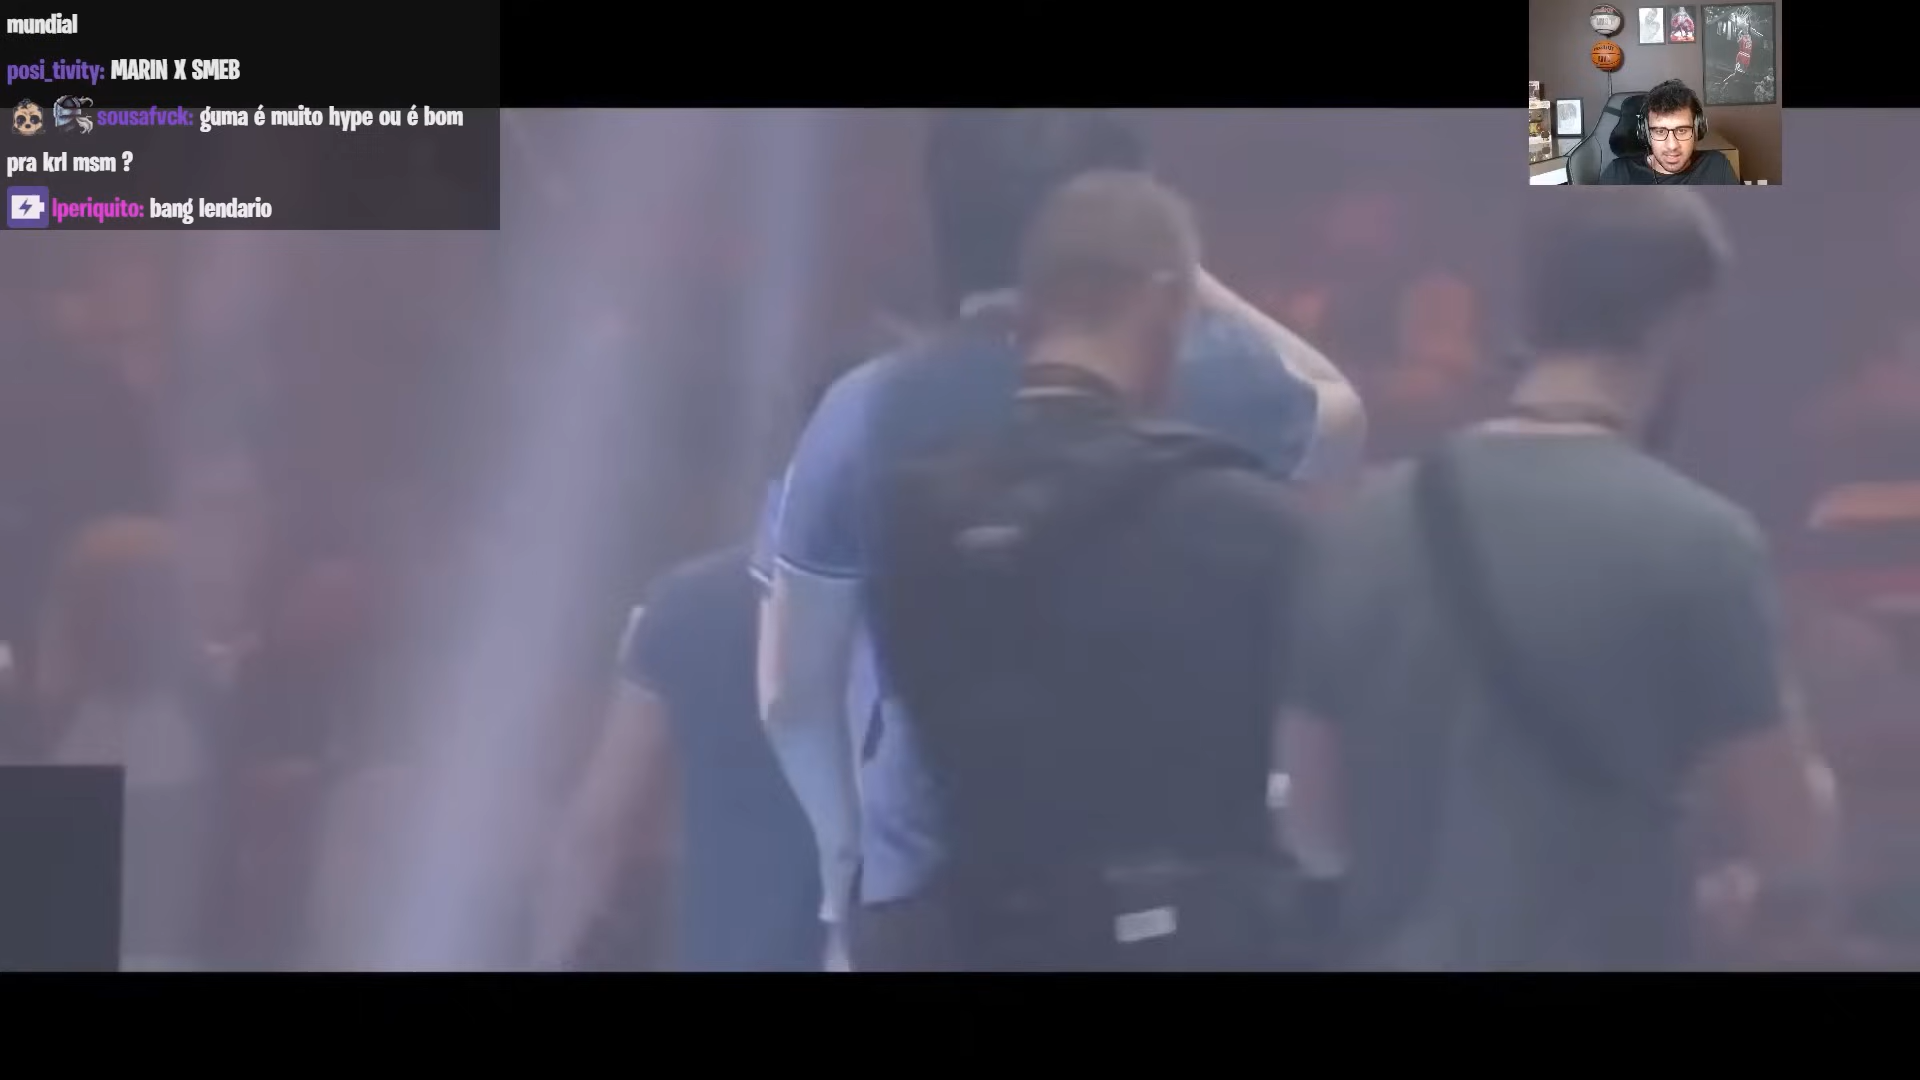 mundial
posi_tivity: MARIN X SMEB
sousafvck: guma é muito hype ou é bom
pra krl msm ?
lperiquito: bang lendario